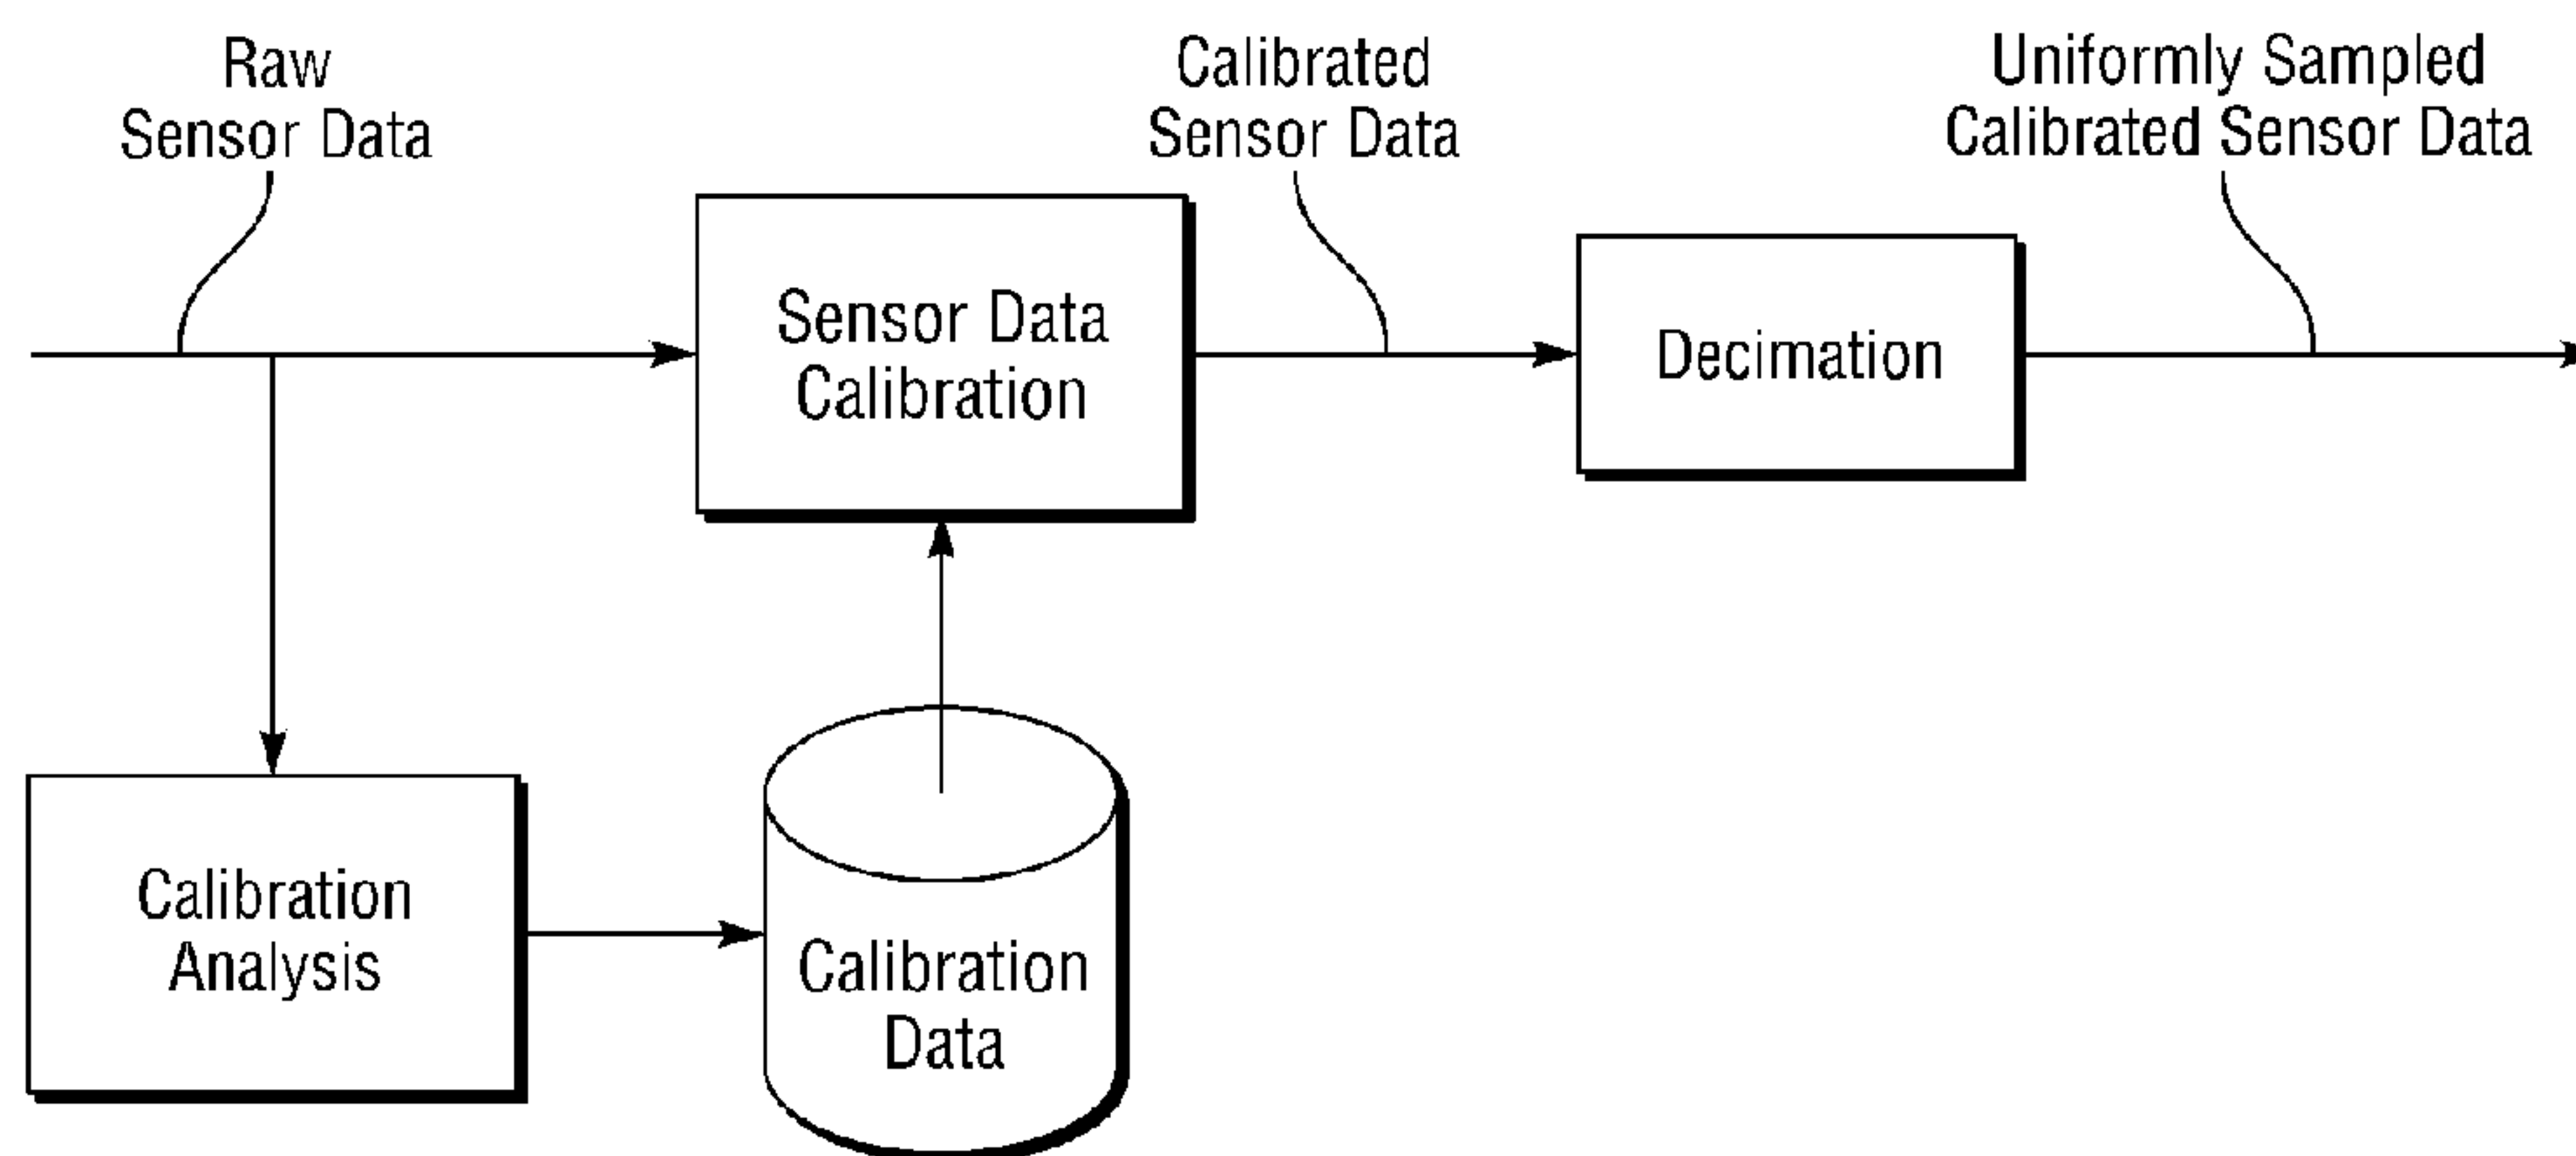 Raw
Sensor Data
Calibrated
Sensor Data
Uniformly Sampled
Calibrated Sensor Data
Sensor Data
Calibration
Decimation
Calibration
Analysis
Calibration
Data